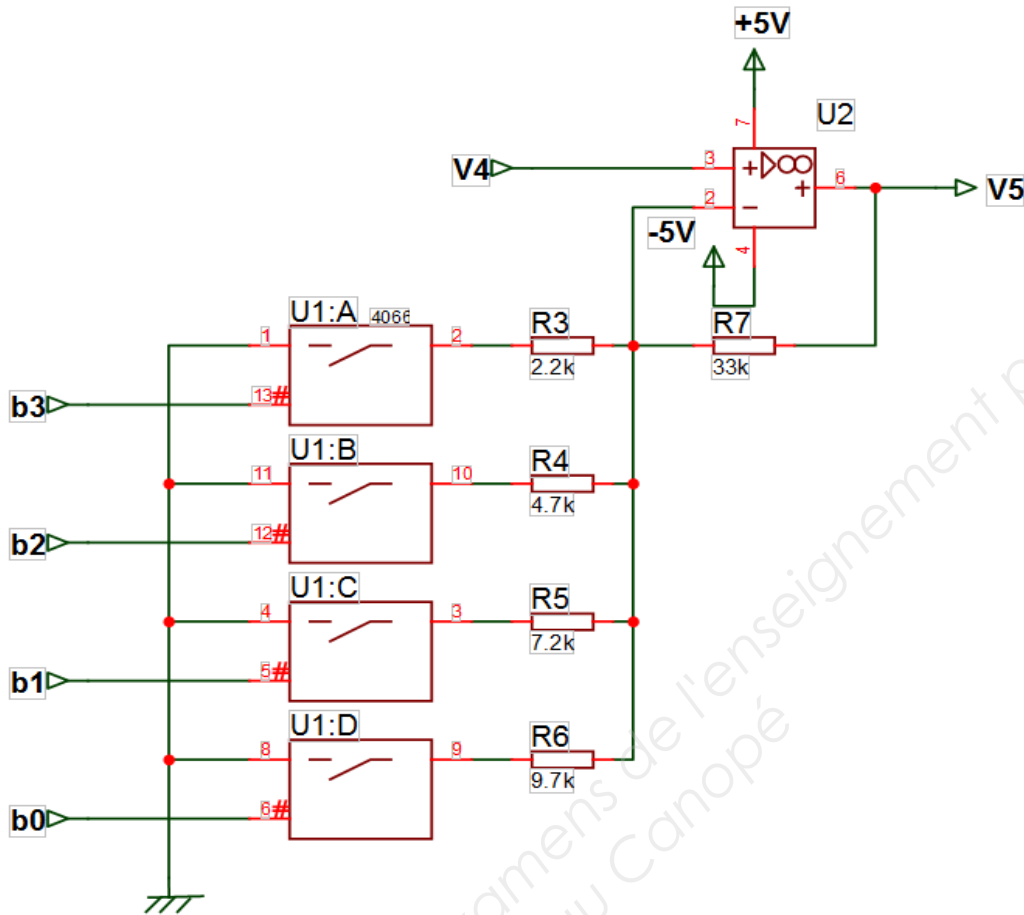 +5V
U2
7
V4
3
+
▷∞
6
+
V5
2
−
-5V
4
U1:A
4066
R3
R7
1
2
2.2k
33k
13#
b3
U1:B
R4
11
10
4.7k
12#
b2
U1:C
R5
4
3
7.2k
5#
b1
U1:D
R6
8
9
9.7k
6#
b0
amens de l'enseignement p
au Canopé